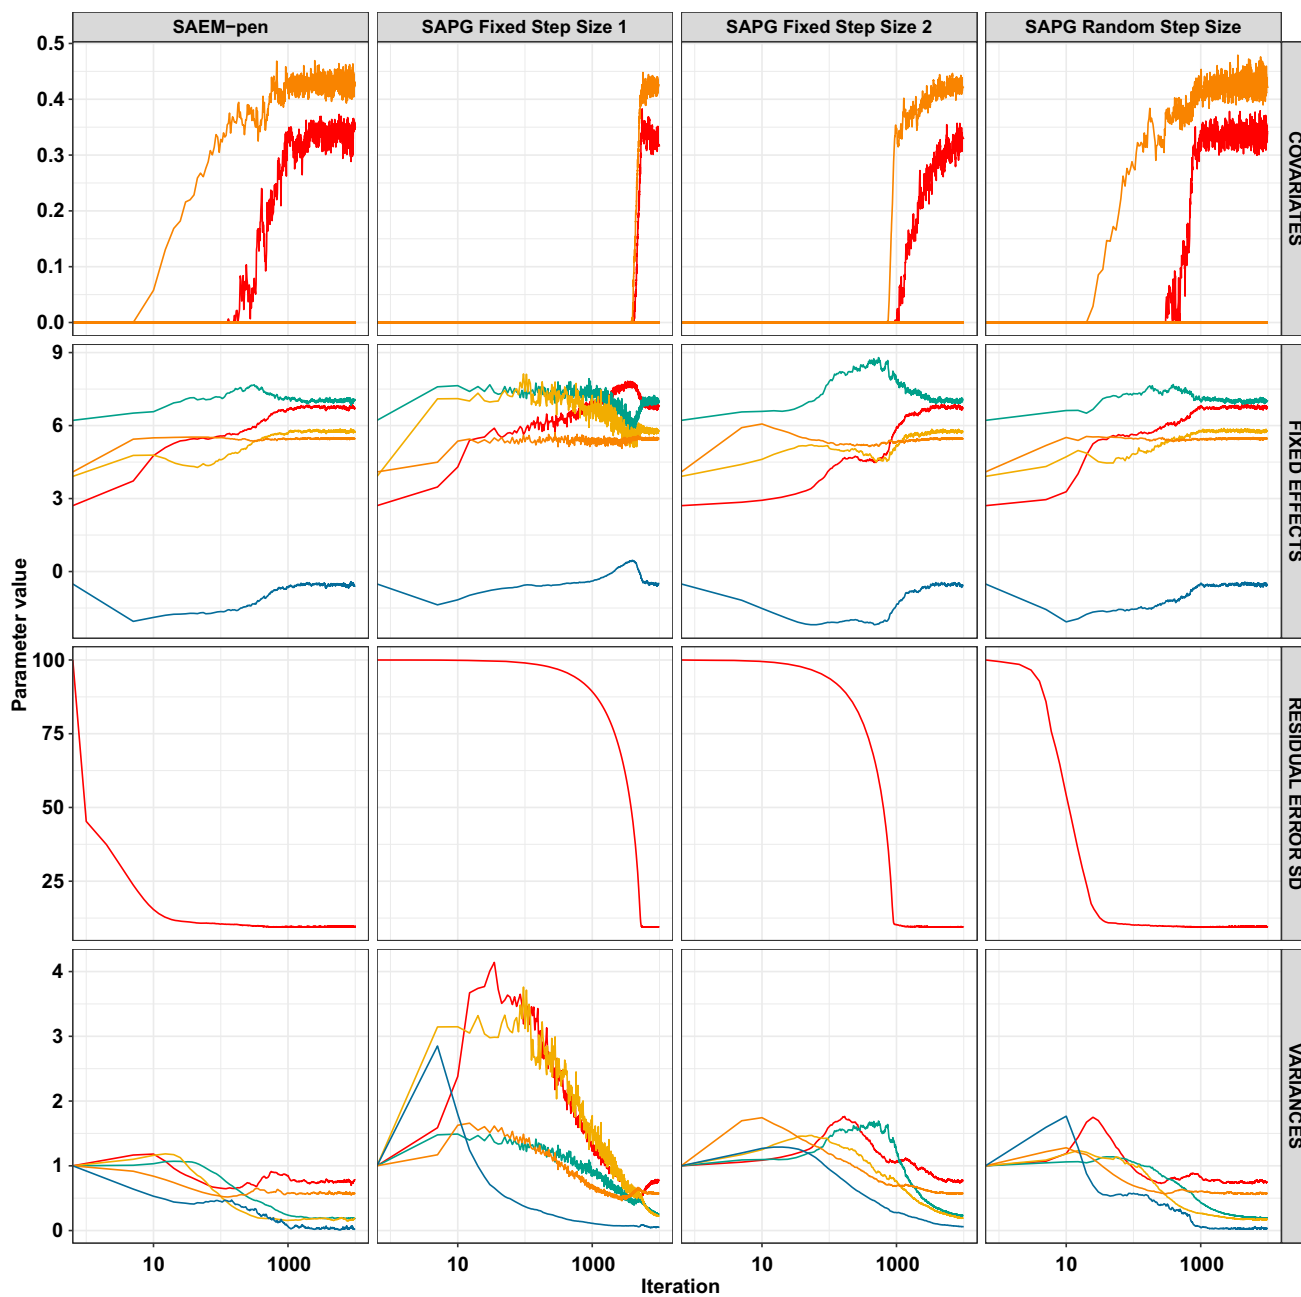 SAEM−pen
SAPG Fixed Step Size 1
SAPG Fixed Step Size 2
SAPG Random Step Size
0.5
0.4
0.3
0.2
0.1
0.0
COVARIATES
9
6
3
0
FIXED EFFECTS
Parameter value
100
75
50
25
RESIDUAL ERROR SD
4
3
2
1
0
VARIANCES
10
1000
10
1000
10
1000
10
1000
Iteration